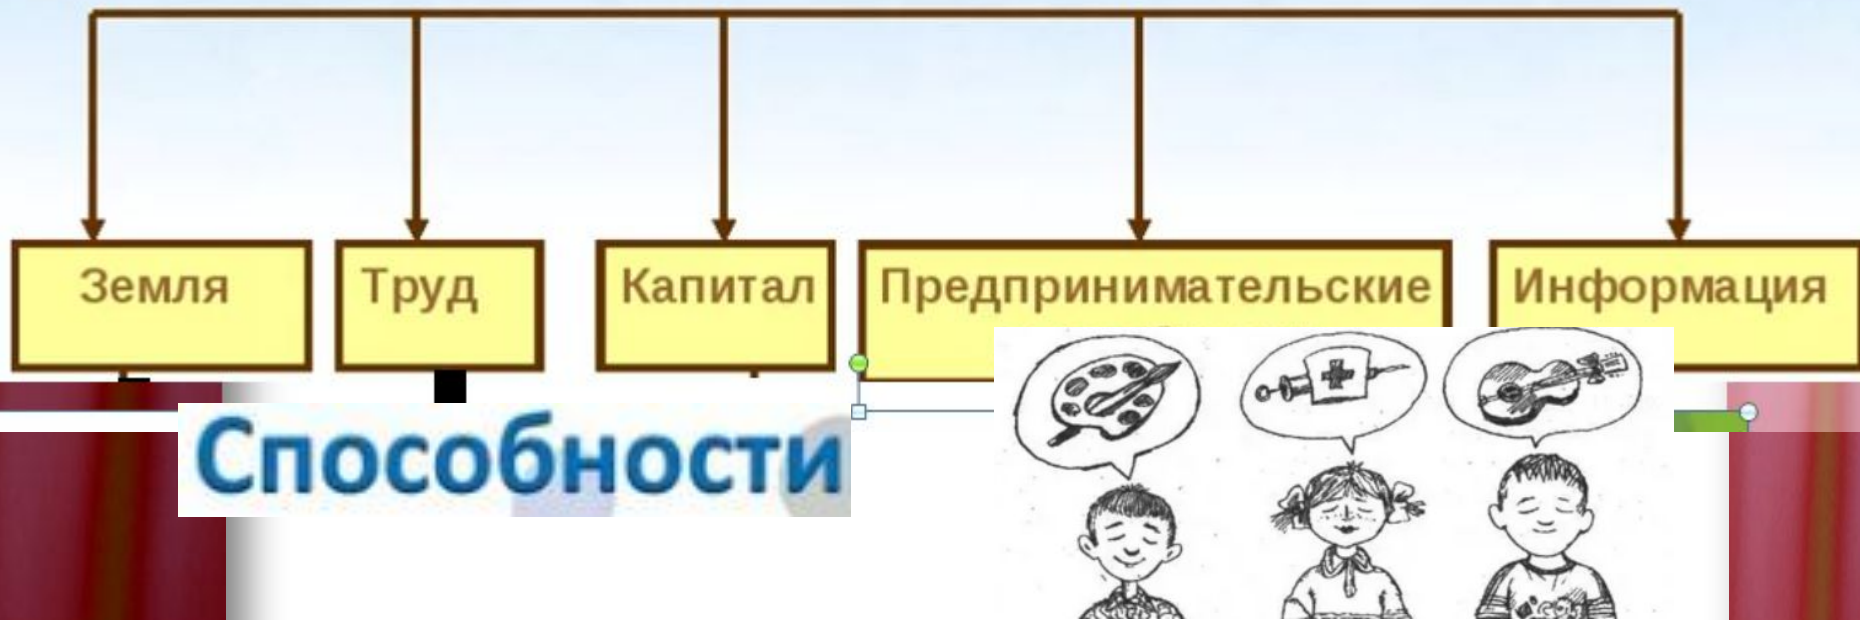 Земля
Труд
Капитал
Предпринимательские
Информация
Способности